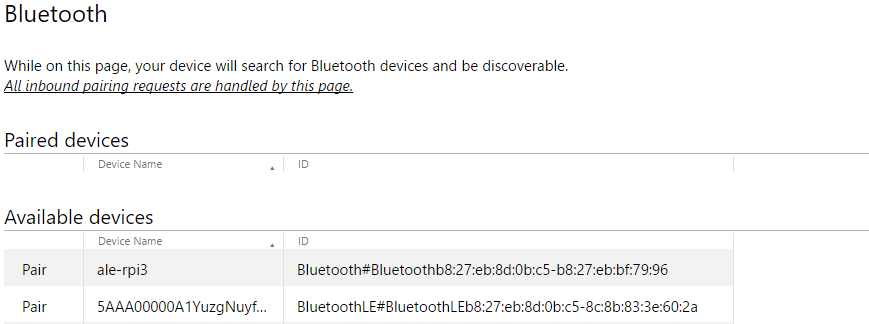 Bluetooth
While on this page, your device will search for Bluetooth devices and be discoverable.
All inbound pairing requests are handled by this page.
Paired devices
Device Name ▲ ID
Available devices
Device Name ▲ ID
Pair ale-rpi3 Bluetooth#Bluetoothb8:27:eb:8d:0b:c5-b8:27:eb:bf:79:96
Pair 5AAA00000A1YuzgNuyf... BluetoothLE#BluetoothLEb8:27:eb:8d:0b:c5-8c:8b:83:3e:60:2a